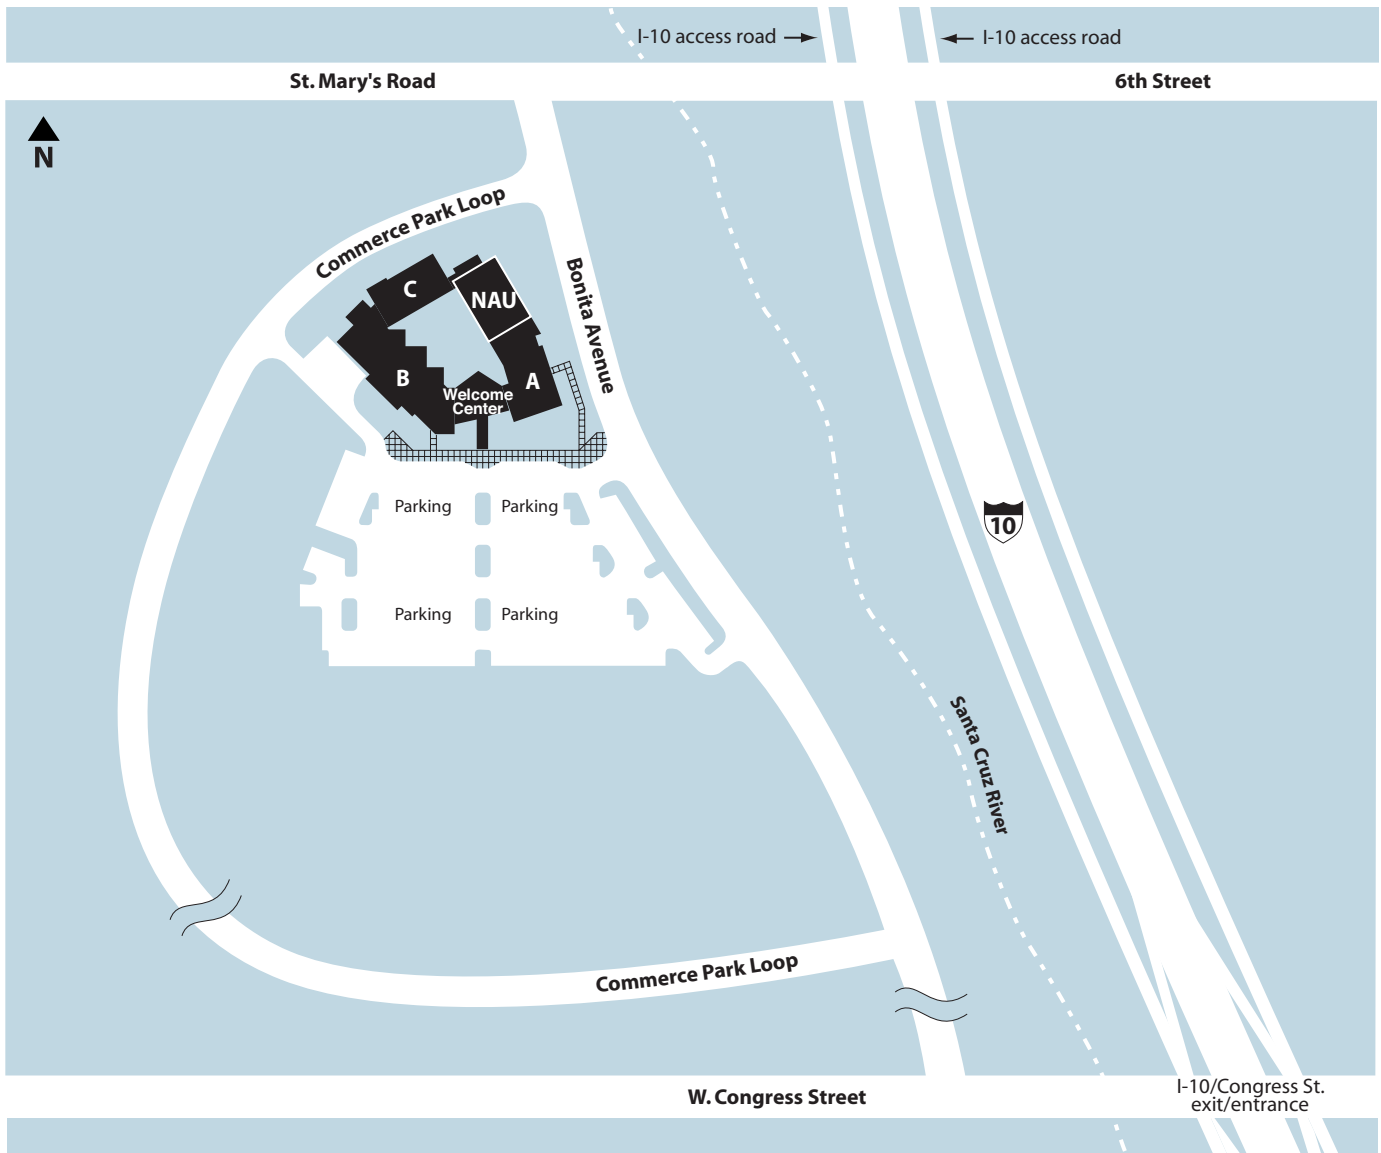 I-10 access road
I-10 access road
St. Mary's Road
6th Street
N
Commerce Park Loop
Bonita Avenue
C
NAU
B
A
Welcome
Center
Parking
Parking
10
Parking
Parking
Santa Cruz River
Commerce Park Loop
W. Congress Street
I-10/Congress St.
exit/entrance